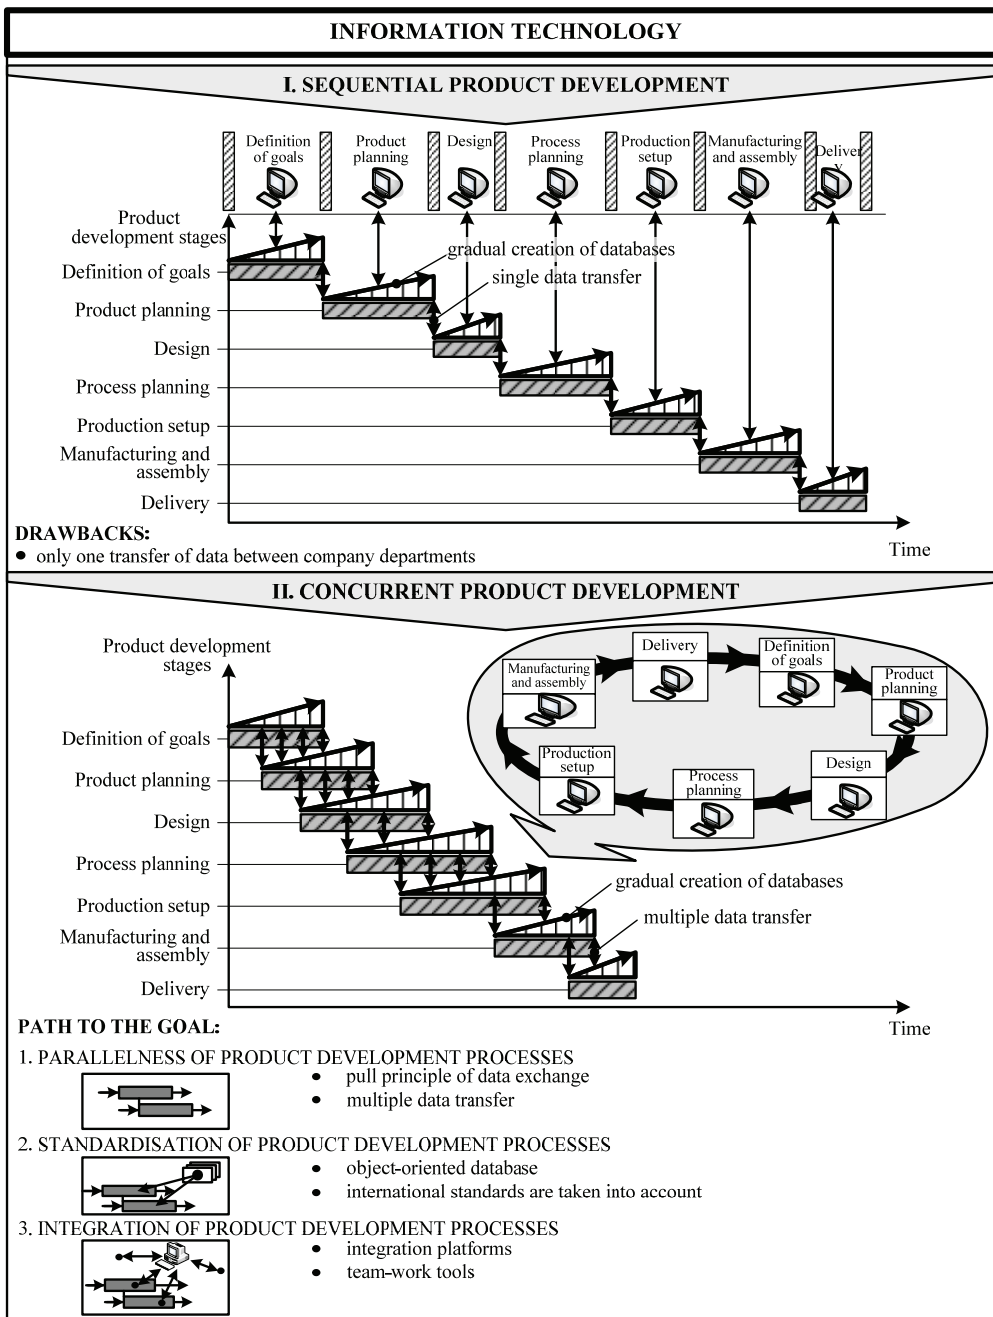 INFORMATION TECHNOLOGY
I. SEQUENTIAL PRODUCT DEVELOPMENT
Definition
of goals
Product
planning
Design
Process
planning
Production
setup
Manufacturing
and assembly
Deliver
y
Product
development stages
gradual creation of databases
single data transfer
Definition of goals
Product planning
Design
Process planning
Production setup
Manufacturing and
assembly
Delivery
Time
DRAWBACKS:
• only one transfer of data between company departments
II. CONCURRENT PRODUCT DEVELOPMENT
Product development
stages
Delivery
Definition
of goals
Manufacturing
and assembly
Product
planning
Production
setup
Process
planning
Design
Definition of goals
Product planning
Design
Process planning
gradual creation of databases
Production setup
multiple data transfer
Manufacturing and
assembly
Delivery
Time
PATH TO THE GOAL:
1. PARALLELNESS OF PRODUCT DEVELOPMENT PROCESSES
• pull principle of data exchange
• multiple data transfer
2. STANDARDISATION OF PRODUCT DEVELOPMENT PROCESSES
• object-oriented database
• international standards are taken into account
3. INTEGRATION OF PRODUCT DEVELOPMENT PROCESSES
• integration platforms
• team-work tools